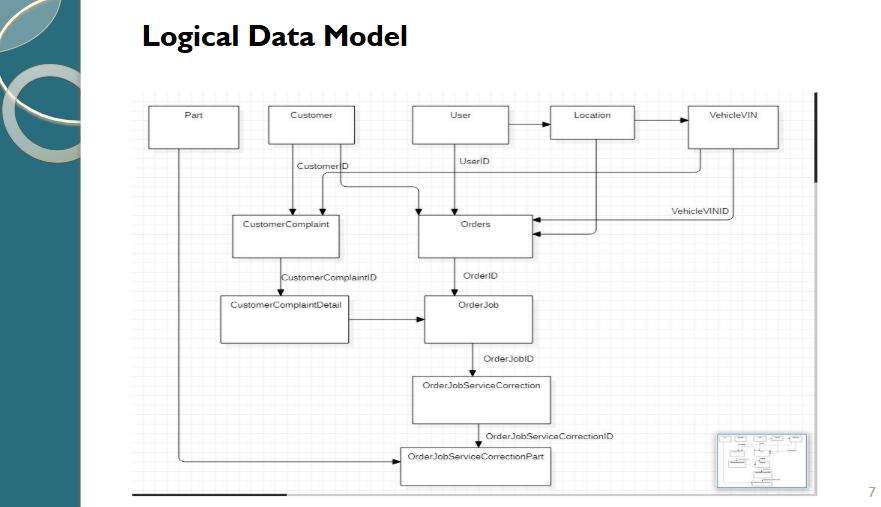 Logical Data Model
Part
Customer
User
Location
VehicleVIN
CustomerID
UserID
VehicleVINID
CustomerComplaint
Orders
CustomerComplaintID
OrderID
CustomerComplaintDetail
OrderJob
OrderJobID
OrderJobServiceCorrection
OrderJobServiceCorrectionID
OrderJobServiceCorrectionPart
7